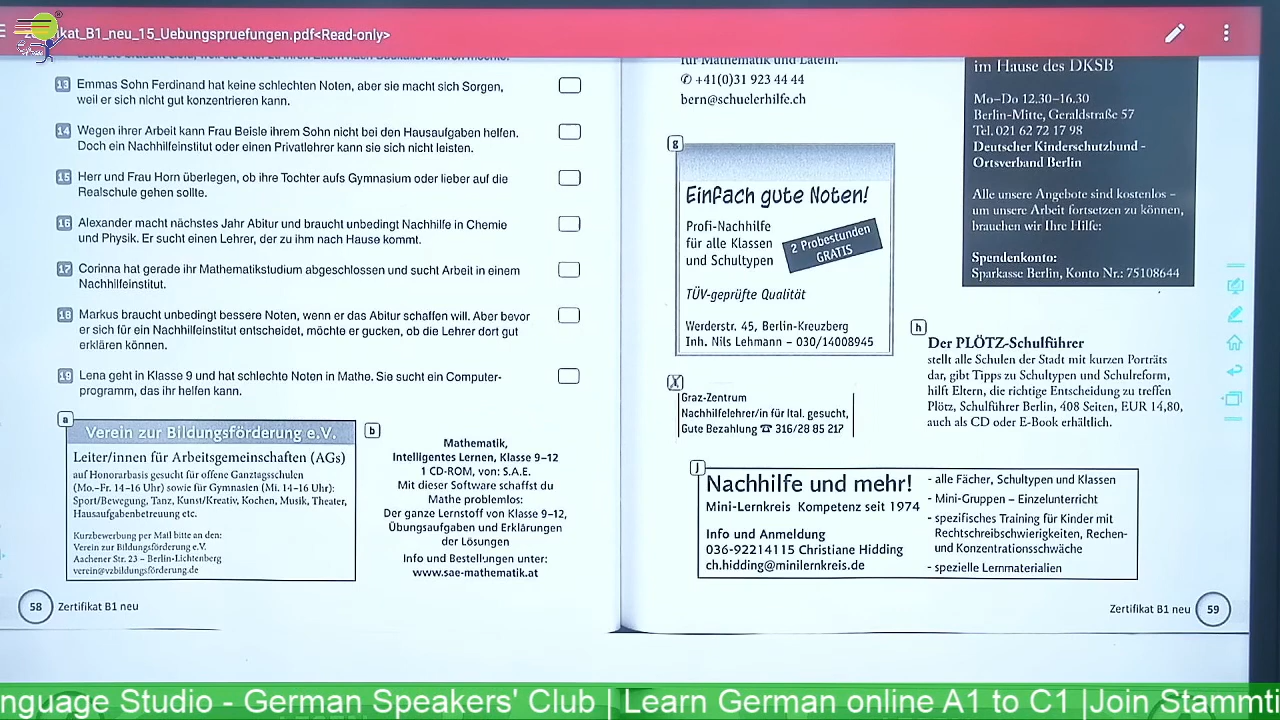 kat_B1_neu_15_Uebungspruefungen.pdf<Read-only>
13 Emmas Sohn Ferdinand hat keine schlechten Noten, aber sie macht sich Sorgen,
weil er sich nicht gut konzentrieren kann.
14 Wegen ihrer Arbeit kann Frau Beisle ihrem Sohn nicht bei den Hausaufgaben helfen.
Doch ein Nachhilfeinstitut oder einen Privatlehrer kann sie sich nicht leisten.
15 Herr und Frau Horn überlegen, ob ihre Tochter aufs Gymnasium oder lieber auf die
Realschule gehen sollte.
16 Alexander macht nächstes Jahr Abitur und braucht unbedingt Nachhilfe in Chemie
und Physik. Er sucht einen Lehrer, der zu ihm nach Hause kommt.
17 Corinna hat gerade ihr Mathematikstudium abgeschlossen und sucht Arbeit in einem
Nachhilfeinstitut.
18 Markus braucht unbedingt bessere Noten, wenn er das Abitur schaffen will. Aber bevor
er sich für ein Nachhilfeinstitut entscheidet, möchte er gucken, ob die Lehrer dort gut
erklären können.
19 Lena geht in Klasse 9 und hat schlechte Noten in Mathe. Sie sucht ein Computer-
programm, das ihr helfen kann.
a
Verein zur Bildungsförderung e.V.
Leiter/innen für Arbeitsgemeinschaften (AGs)
auf Honorarbasis gesucht für offene Ganztagsschulen
(Mo.-Fr. 14–16 Uhr) sowie für Gymnasien (Mi. 14–16 Uhr):
Sport/Bewegung, Tanz, Kunst/Kreativ, Kochen, Musik, Theater,
Hausaufgabenbetreuung etc.
Kurzbewerbung per Mail bitte an den:
Verein zur Bildungsförderung e.V.
Aachener Str. 23 – Berlin-Lichtenberg
verein@vzbildungsförderung.de
b
Mathematik,
Intelligentes Lernen, Klasse 9–12
1 CD-ROM, von: S.A.E.
Mit dieser Software schaffst du
Mathe problemlos:
Der ganze Lernstoff von Klasse 9–12,
Übungsaufgaben und Erklärungen
der Lösungen
Info und Bestellungen unter:
www.sae-mathematik.at
58 Zertifikat B1 neu
für Mathematik und Latein.
✆ +41(0)31 923 44 44
bern@schuelerhilfe.ch
g
Einfach gute Noten!
Profi-Nachhilfe
für alle Klassen
und Schultypen
2 Probestunden
GRATIS
TÜV-geprüfte Qualität
Werderstr. 45, Berlin-Kreuzberg
Inh. Nils Lehmann – 030/14008945
Graz-Zentrum
Nachhilfelehrer/in für Ital. gesucht,
Gute Bezahlung ☎ 316/28 85 217
im Hause des DKSB
Mo–Do 12.30–16.30
Berlin-Mitte, Geraldstraße 57
Tel. 021 62 72 17 98
Deutscher Kinderschutzbund -
Ortsverband Berlin
Alle unsere Angebote sind kostenlos –
um unsere Arbeit fortsetzen zu können,
brauchen wir Ihre Hilfe:
Spendenkonto:
Sparkasse Berlin, Konto Nr.: 75108644
h
Der PLÖTZ-Schulführer
stellt alle Schulen der Stadt mit kurzen Porträts
dar, gibt Tipps zu Schultypen und Schulreform,
hilft Eltern, die richtige Entscheidung zu treffen
Plötz, Schulführer Berlin, 408 Seiten, EUR 14,80,
auch als CD oder E-Book erhältlich.
j
Nachhilfe und mehr!
Mini-Lernkreis Kompetenz seit 1974
Info und Anmeldung
036-92214115 Christiane Hidding
ch.hidding@minilernkreis.de
- alle Fächer, Schultypen und Klassen
- Mini-Gruppen – Einzelunterricht
- spezifisches Training für Kinder mit
Rechtschreibschwierigkeiten, Rechen-
und Konzentrationsschwäche
- spezielle Lernmaterialien
Zertifikat B1 neu 59
nguage Studio - German Speakers' Club | Learn German online A1 to C1 |Join Stammti